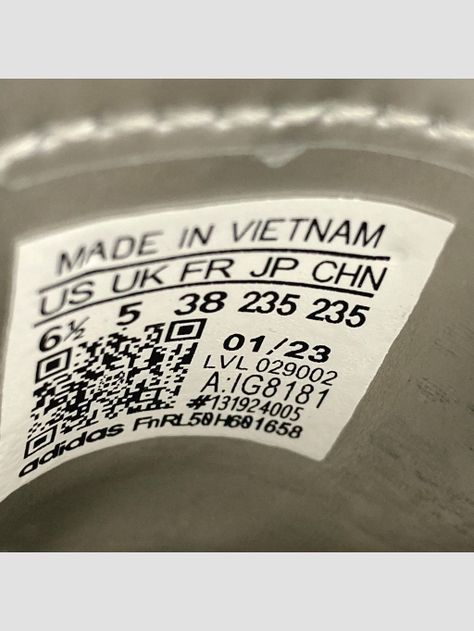 MADE IN VIETNAM
US UK FR JP CHN
6½ 5 38 235 235
01/23
LVL 029002
A:IG8181
#131924005
adidas FnRL50H601658